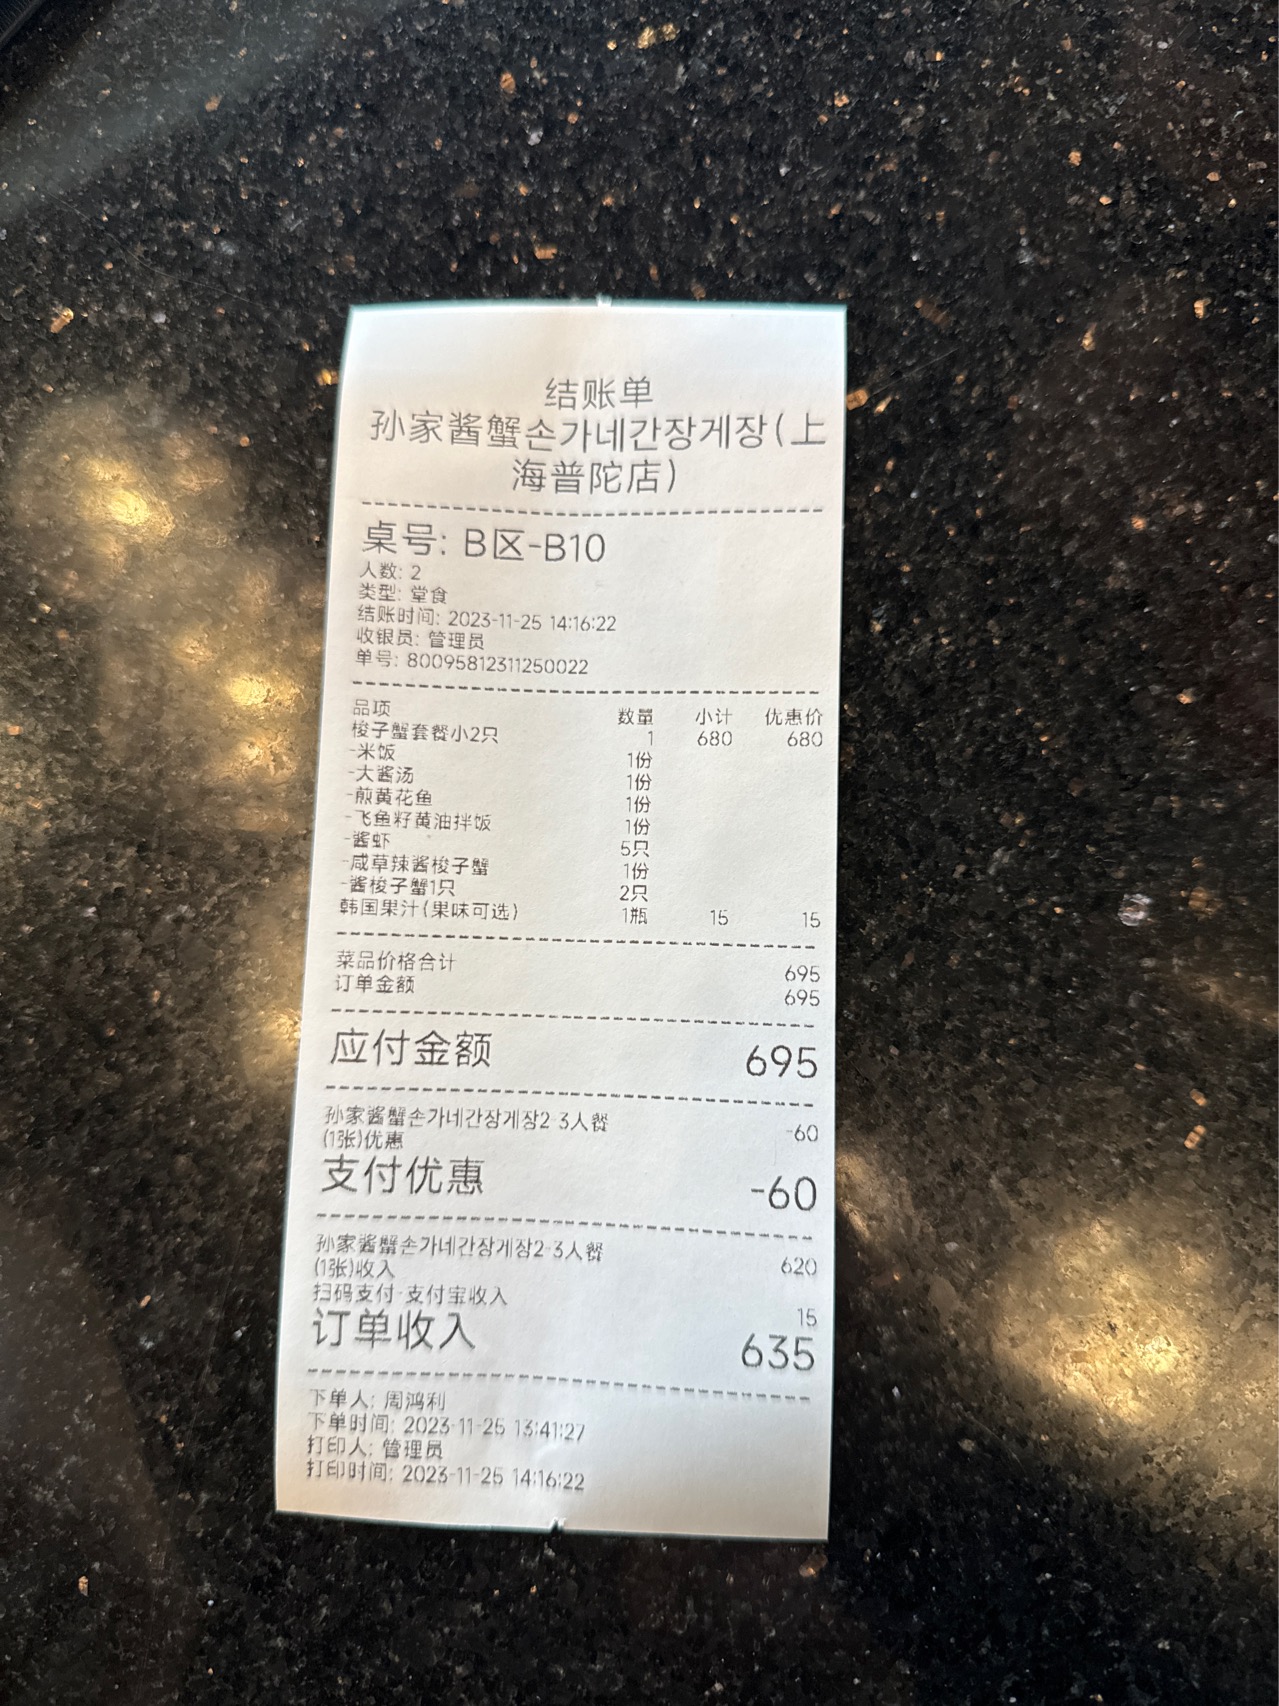 结账单
孙家酱蟹손가네간장게장(上
海普陀店)
桌号: B区-B10
人数: 2
类型: 堂食
结账时间: 2023-11-25 14:16:22
收银员: 管理员
单号: 80095812311250022
品项 数量 小计 优惠价
梭子蟹套餐小2只 1 680 680
-米饭 1份
-大酱汤 1份
-煎黄花鱼 1份
-飞鱼籽黄油拌饭 1份
-酱虾 5只
-咸草辣酱梭子蟹 1份
-酱梭子蟹1只 2只
韩国果汁(果味可选) 1瓶 15 15
菜品价格合计 695
订单金额 695
应付金额 695
孙家酱蟹손가네간장게장2-3人餐 -60
(1张)优惠
支付优惠 -60
孙家酱蟹손가네간장게장2-3人餐 620
(1张)收入
扫码支付-支付宝收入 15
订单收入 635
下单人: 周鸿利
下单时间: 2023-11-25 13:41:27
打印人: 管理员
打印时间: 2023-11-25 14:16:22